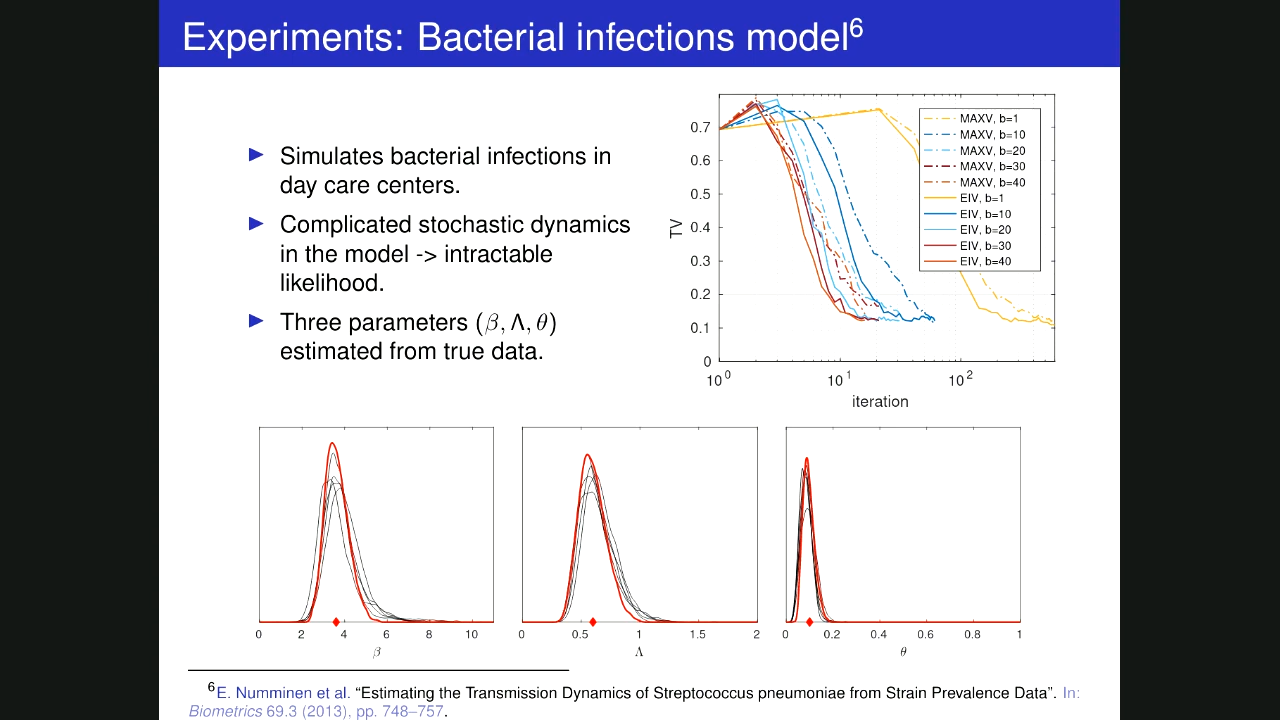 Experiments: Bacterial infections model⁶
▶ Simulates bacterial infections in
day care centers.
▶ Complicated stochastic dynamics
in the model -> intractable
likelihood.
▶ Three parameters (β, Λ, θ)
estimated from true data.
TV
0.7
0.6
0.5
0.4
0.3
0.2
0.1
0
10⁰ 10¹ 10²
iteration
MAXV, b=1
MAXV, b=10
MAXV, b=20
MAXV, b=30
MAXV, b=40
EIV, b=1
EIV, b=10
EIV, b=20
EIV, b=30
EIV, b=40
0 2 4 6 8 10
β
0 0.5 1 1.5 2
Λ
0 0.2 0.4 0.6 0.8 1
θ
⁶E. Numminen et al. “Estimating the Transmission Dynamics of Streptococcus pneumoniae from Strain Prevalence Data”. In:
Biometrics 69.3 (2013), pp. 748–757.